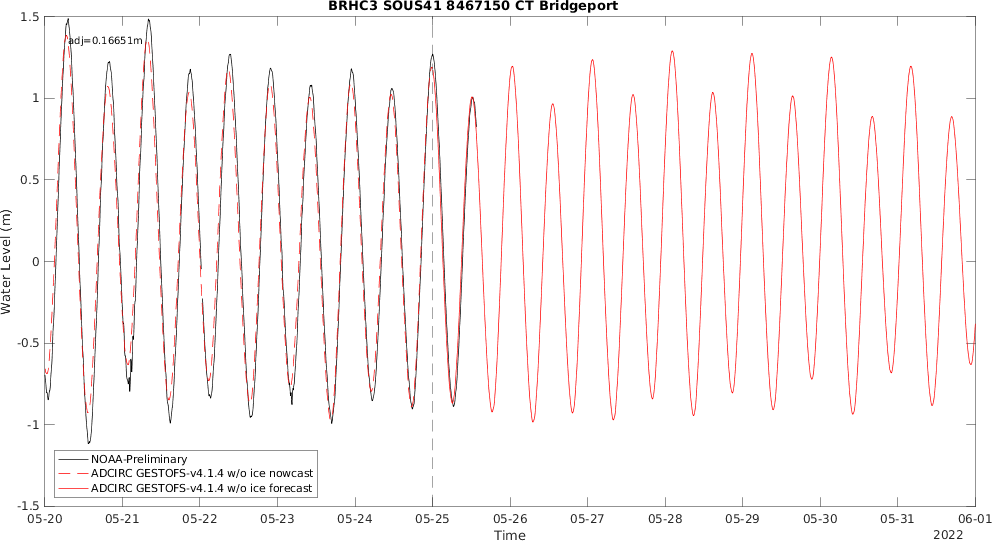 BRHC3 SOUS41 8467150 CT Bridgeport
1.5
adj=0.16651m
1
0.5
0
-0.5
-1
-1.5
Water Level (m)
NOAA-Preliminary
ADCIRC GESTOFS-v4.1.4 w/o ice nowcast
ADCIRC GESTOFS-v4.1.4 w/o ice forecast
05-20 05-21 05-22 05-23 05-24 05-25 05-26 05-27 05-28 05-29 05-30 05-31 06-01
Time
2022